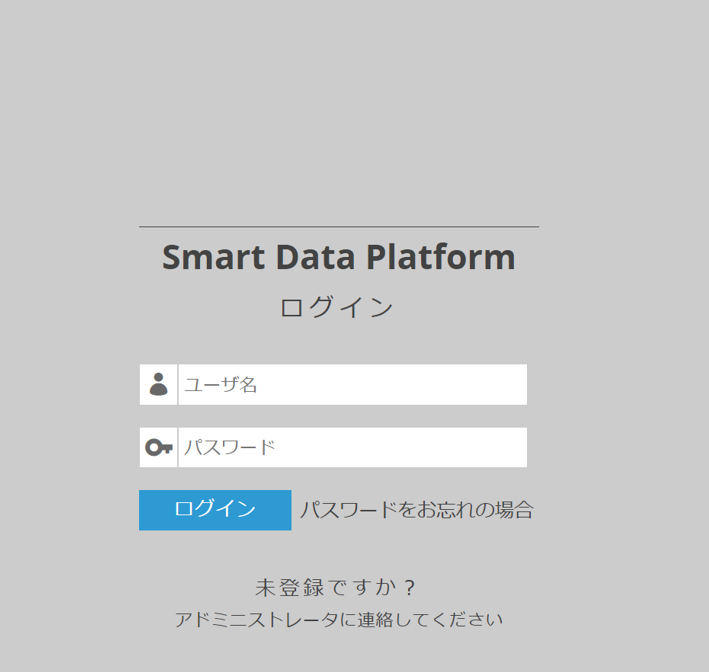 Smart Data Platform
ログイン
ユーザ名
パスワード
ログイン パスワードをお忘れの場合
未登録ですか？
アドミニストレータに連絡してください